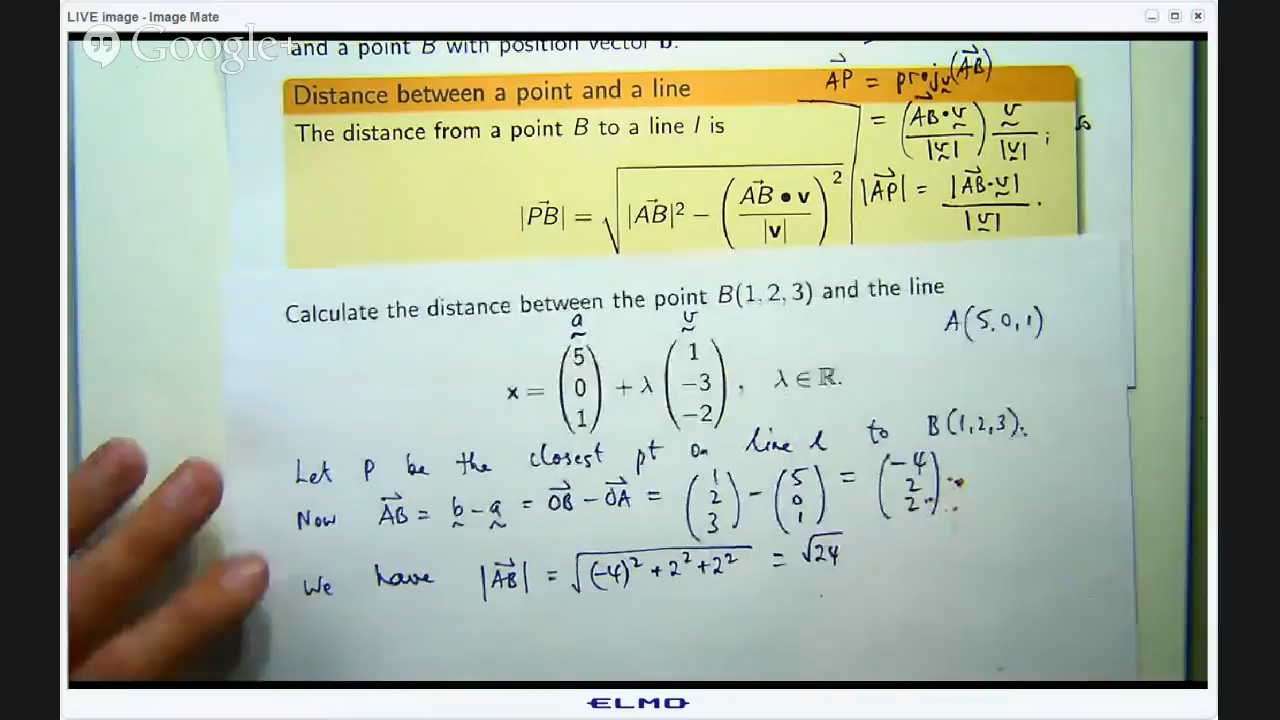 LIVE image - Image Mate
Google+
and a point B with position vector b.
Distance between a point and a line
The distance from a point B to a line l is
|PB⃗| = √(|AB⃗|² − (AB⃗ • v / |v|)²)
AP⃗ = proj_v(AB⃗)
= (AB⃗ • v / |v|) v / |v| ; so
|AP⃗| = |AB⃗ · v| / |v| .
Calculate the distance between the point B(1, 2, 3) and the line
A(5, 0, 1)
a v
x = (5 0 1) + λ (1 −3 −2) , λ ∈ ℝ.
Let P be the closest pt on line l to B(1,2,3).
Now AB⃗ = b − a = OB⃗ − OA⃗ = (1 2 3) − (5 0 1) = (−4 2 2) .
We have |AB⃗| = √((−4)² + 2² + 2²) = √24
ELMO